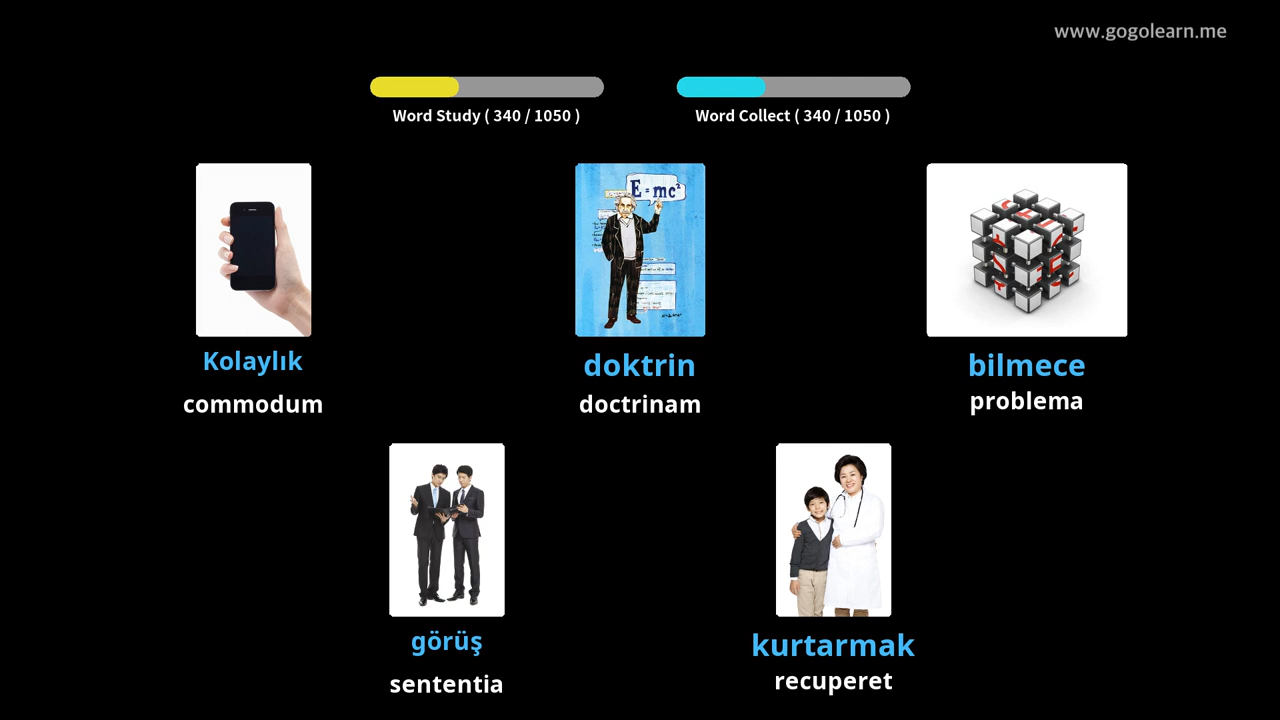 www.gogolearn.me
Word Study ( 340 / 1050 )
Word Collect ( 340 / 1050 )
E=mc²
Kolaylık
commodum
doktrin
doctrinam
bilmece
problema
görüş
sententia
kurtarmak
recuperet